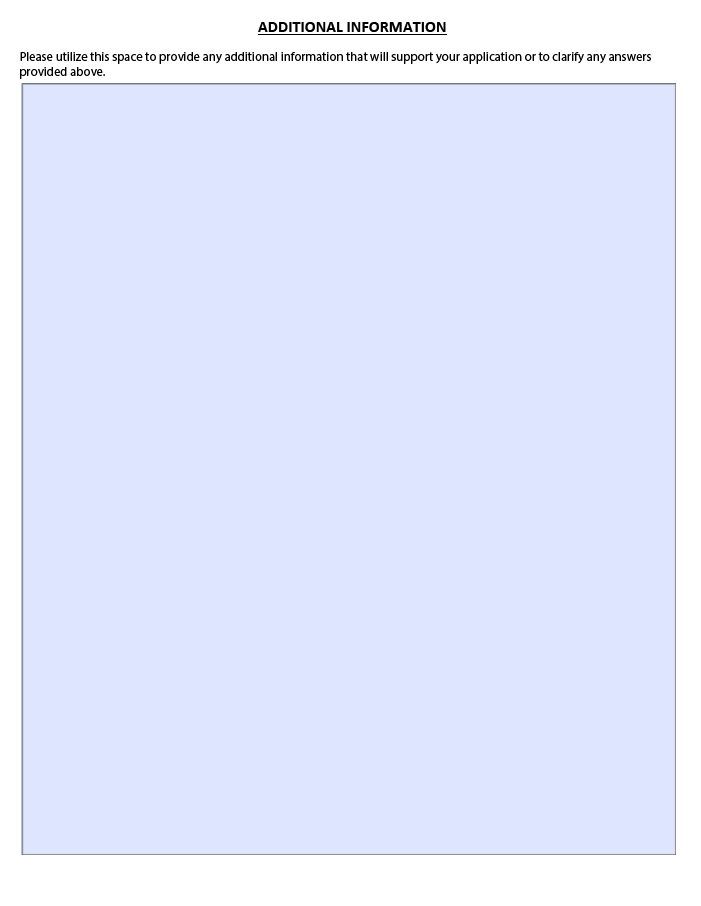 ADDITIONAL INFORMATION
Please utilize this space to provide any additional information that will support your application or to clarify any answers
provided above.